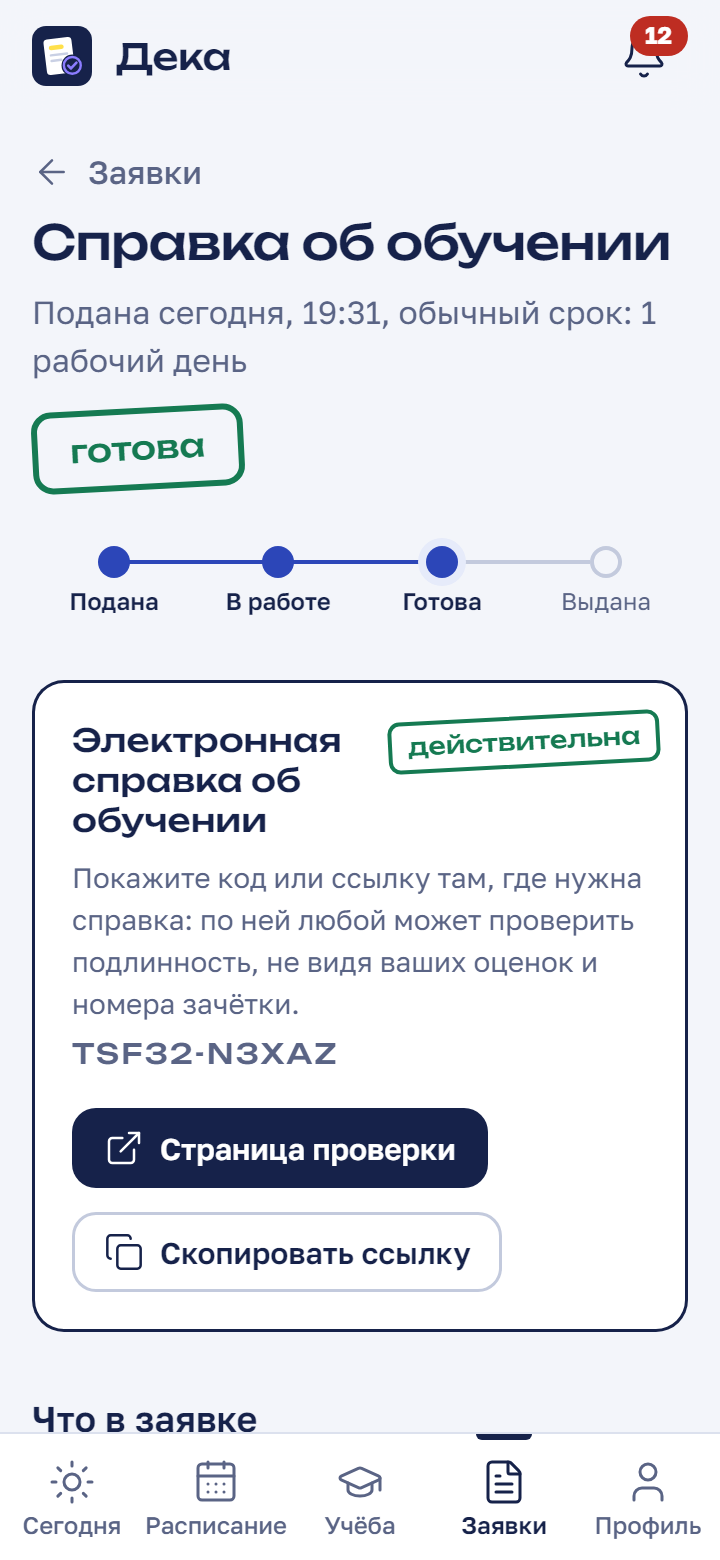 Дека
12
Заявки
Справка об обучении
Подана сегодня, 19:31, обычный срок: 1
рабочий день
готова
Подана
В работе
Готова
Выдана
Электронная
справка об
обучении
действительна
Покажите код или ссылку там, где нужна
справка: по ней любой может проверить
подлинность, не видя ваших оценок и
номера зачётки.
TSF32-N3XAZ
Страница проверки
Скопировать ссылку
Что в заявке
Сегодня
Расписание
Учёба
Заявки
Профиль